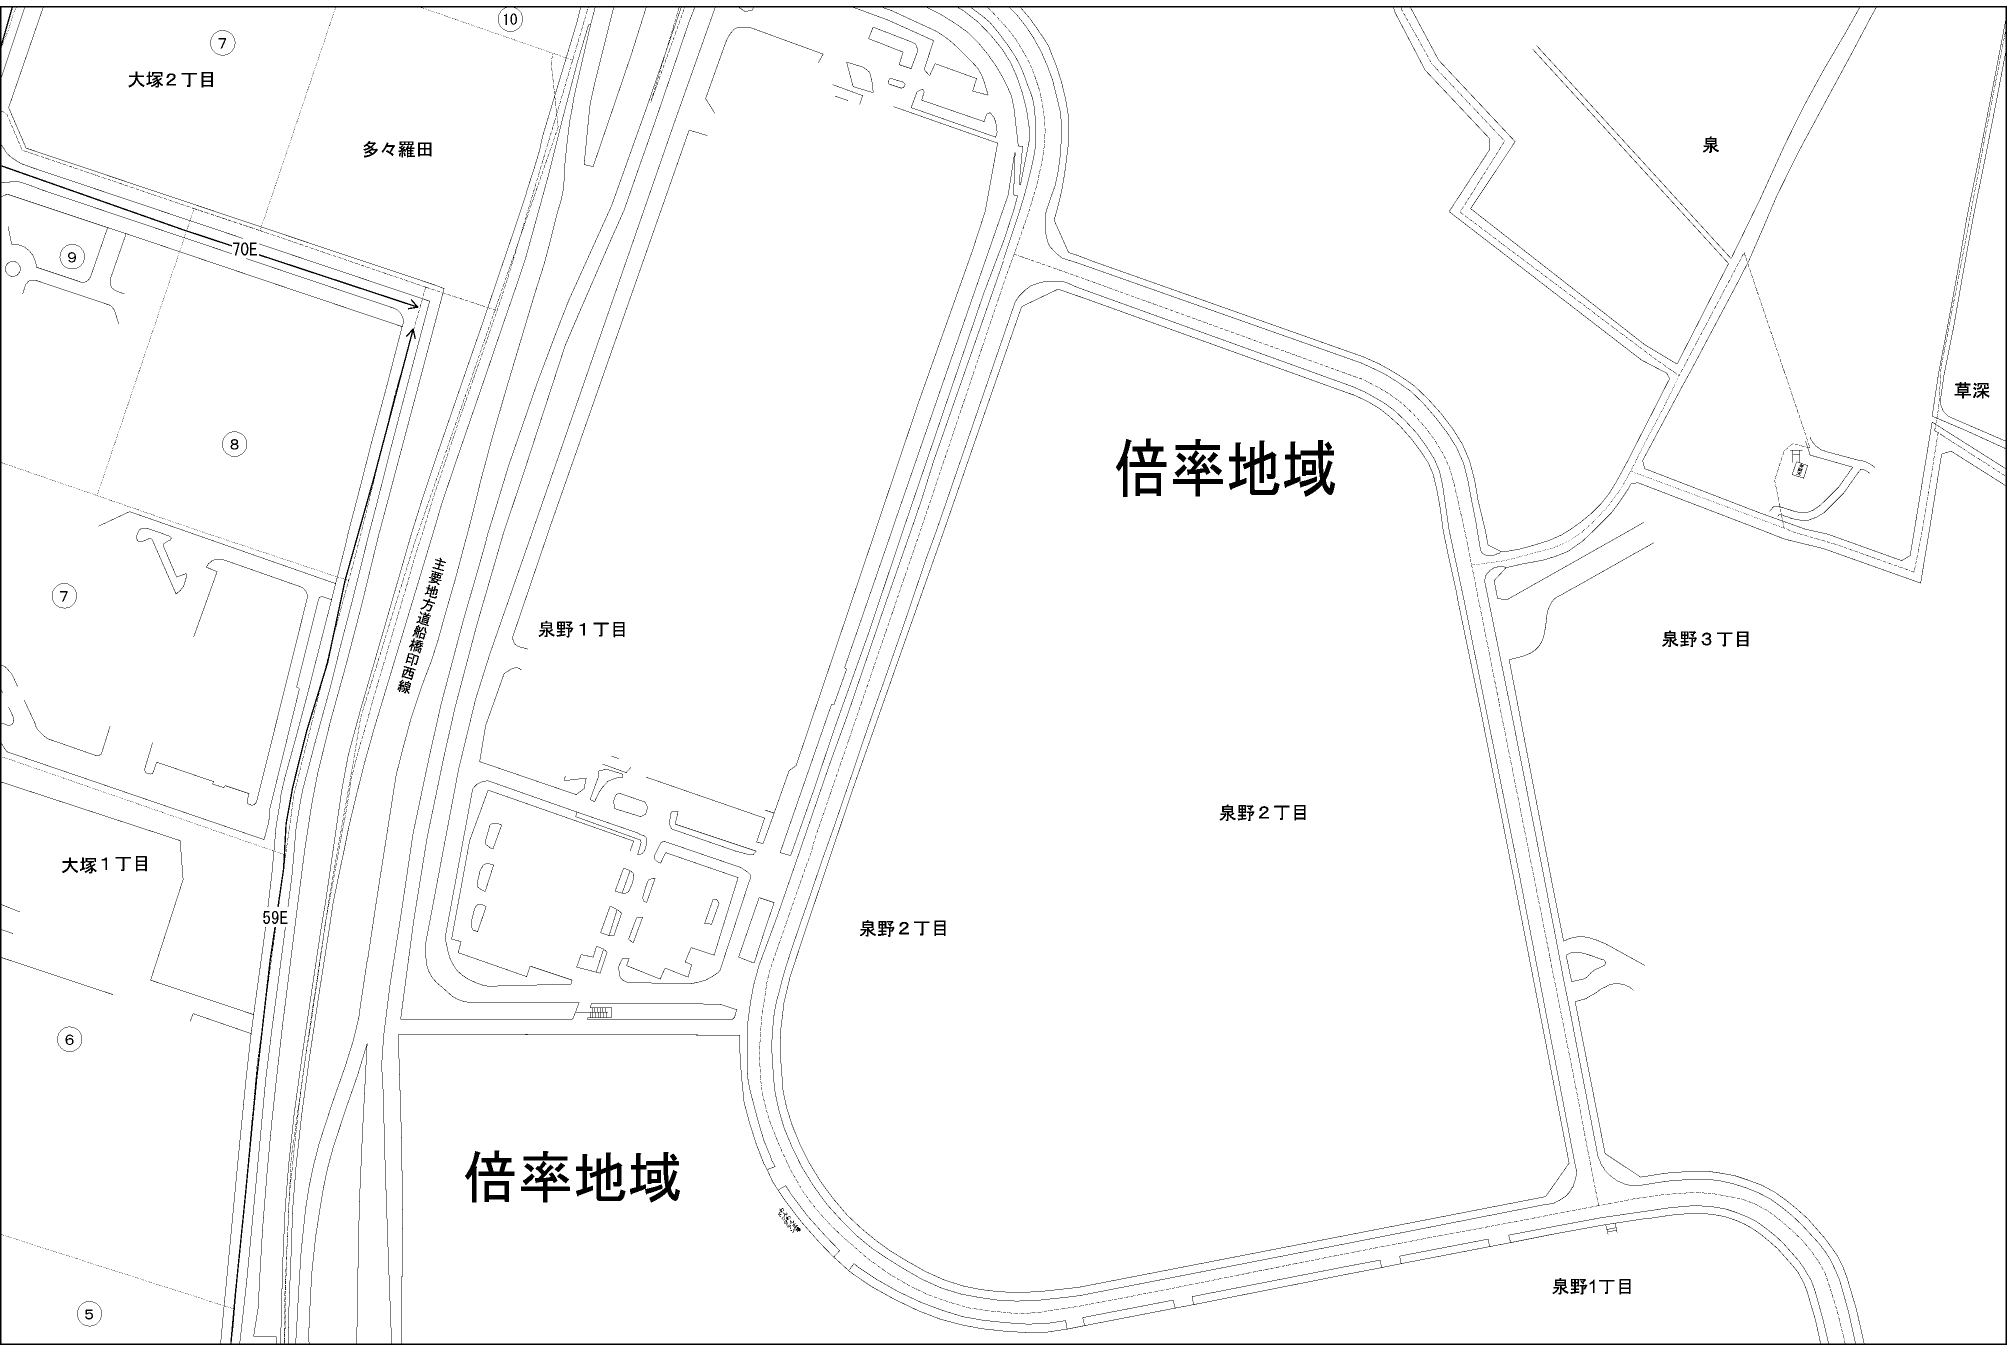 ⑩
⑦
大塚２丁目
多々羅田
泉
70E
⑨
草深
⑧
倍率地域
主要地方道船橋印西線
⑦
泉野１丁目
泉野３丁目
泉野２丁目
大塚１丁目
59E
泉野２丁目
⑥
倍率地域
泉野1丁目
⑤